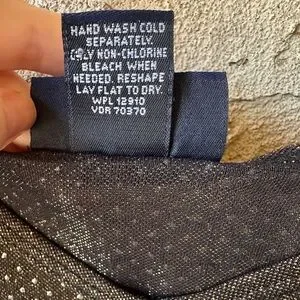 HAND WASH COLD
SEPARATELY.
ONLY NON-CHLORINE
BLEACH WHEN
NEEDED. RESHAPE
LAY FLAT TO DRY.
WPL 12910
VDR 70370